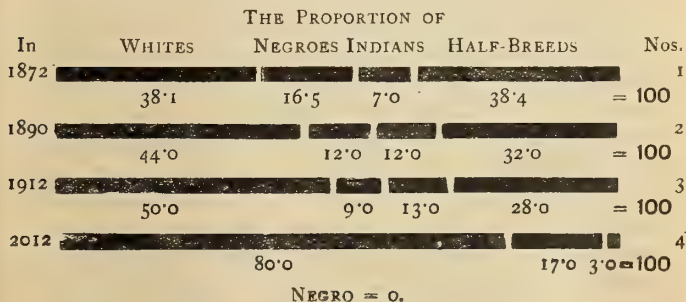 THE PROPORTION OF
In WHITES NEGROES INDIANS HALF-BREEDS Nos.
1872 1
38·1 16·5 7·0 38·4 = 100
1890 2
44·0 12·0 12·0 32·0 = 100
1912 3
50·0 9·0 13·0 28·0 = 100
2012 4
80·0 17·0 3·0=100
NEGRO = 0.